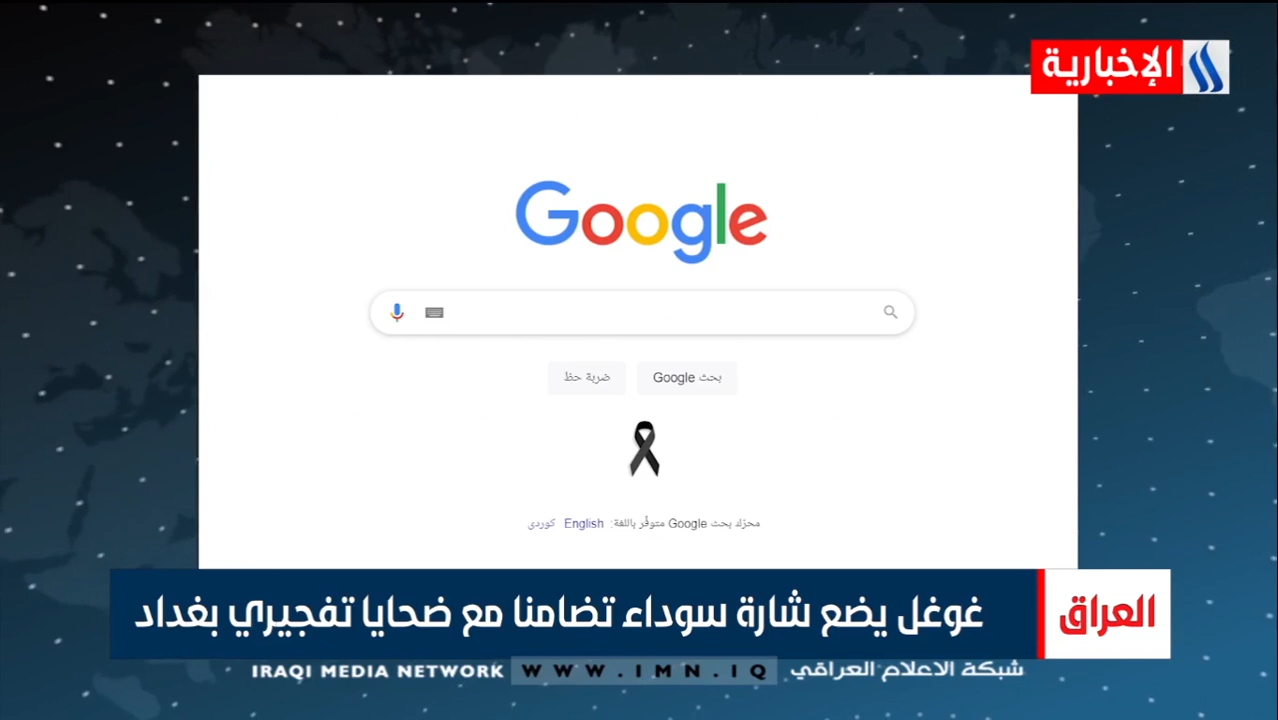 الإخبارية
Google
بحث Google
ضربة حظ
محرّك بحث Google متوفّر باللغة: English كوردی
العراق
غوغل يضع شارة سوداء تضامنا مع ضحايا تفجيري بغداد
شبكة الاعلام العراقي WWW.IMN.IQ IRAQI MEDIA NETWORK